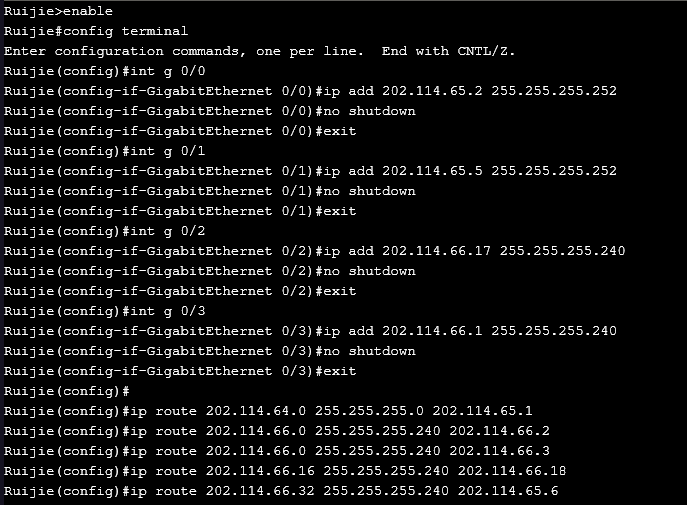 Ruijie>enable
Ruijie#config terminal
Enter configuration commands, one per line.  End with CNTL/Z.
Ruijie(config)#int g 0/0
Ruijie(config-if-GigabitEthernet 0/0)#ip add 202.114.65.2 255.255.255.252
Ruijie(config-if-GigabitEthernet 0/0)#no shutdown
Ruijie(config-if-GigabitEthernet 0/0)#exit
Ruijie(config)#int g 0/1
Ruijie(config-if-GigabitEthernet 0/1)#ip add 202.114.65.5 255.255.255.252
Ruijie(config-if-GigabitEthernet 0/1)#no shutdown
Ruijie(config-if-GigabitEthernet 0/1)#exit
Ruijie(config)#int g 0/2
Ruijie(config-if-GigabitEthernet 0/2)#ip add 202.114.66.17 255.255.255.240
Ruijie(config-if-GigabitEthernet 0/2)#no shutdown
Ruijie(config-if-GigabitEthernet 0/2)#exit
Ruijie(config)#int g 0/3
Ruijie(config-if-GigabitEthernet 0/3)#ip add 202.114.66.1 255.255.255.240
Ruijie(config-if-GigabitEthernet 0/3)#no shutdown
Ruijie(config-if-GigabitEthernet 0/3)#exit
Ruijie(config)#
Ruijie(config)#ip route 202.114.64.0 255.255.255.0 202.114.65.1
Ruijie(config)#ip route 202.114.66.0 255.255.255.240 202.114.66.2
Ruijie(config)#ip route 202.114.66.0 255.255.255.240 202.114.66.3
Ruijie(config)#ip route 202.114.66.16 255.255.255.240 202.114.66.18
Ruijie(config)#ip route 202.114.66.32 255.255.255.240 202.114.65.6